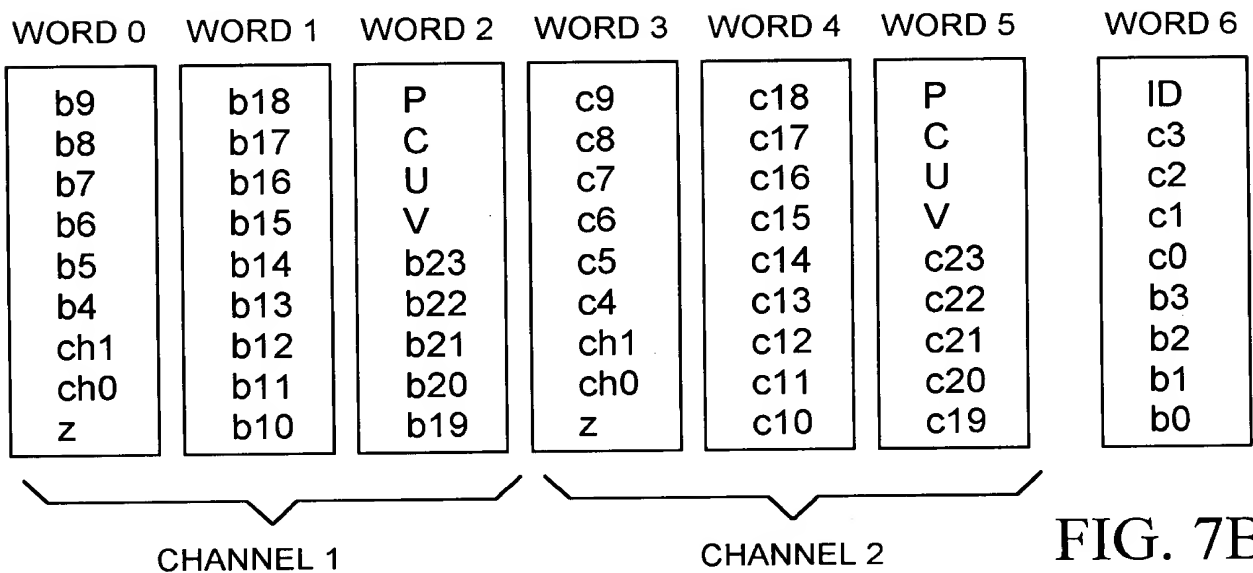 WORD 0 WORD 1 WORD 2 WORD 3 WORD 4 WORD 5 WORD 6
b9 b18 P c9 c18 P ID
b8 b17 C c8 c17 C c3
b7 b16 U c7 c16 U c2
b6 b15 V c6 c15 V c1
b5 b14 b23 c5 c14 c23 c0
b4 b13 b22 c4 c13 c22 b3
ch1 b12 b21 ch1 c12 c21 b2
ch0 b11 b20 ch0 c11 c20 b1
z b10 b19 z c10 c19 b0
CHANNEL 1 CHANNEL 2 FIG. 7B